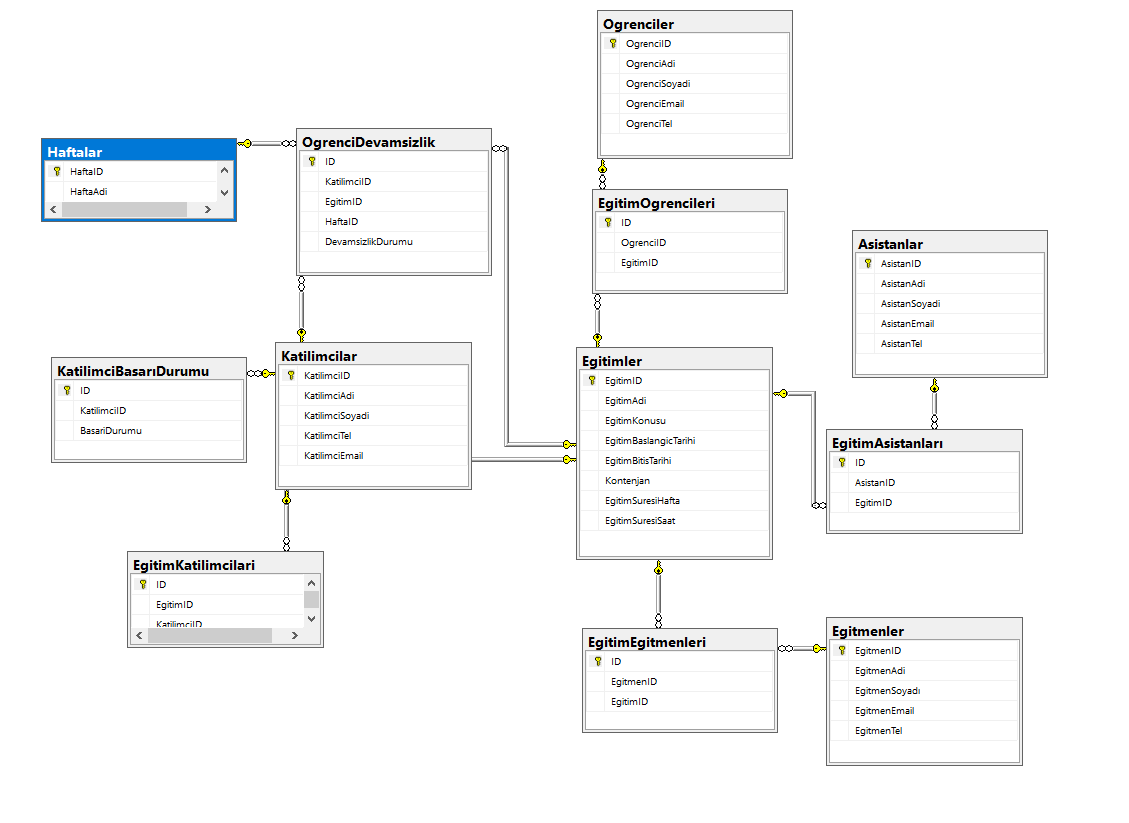 Ogrenciler
OgrenciID
OgrenciAdi
OgrenciSoyadi
OgrenciEmail
OgrenciTel
Haftalar
HaftaID
HaftaAdi
OgrenciDevamsizlik
ID
KatilimciID
EgitimID
HaftaID
DevamsizlikDurumu
EgitimOgrencileri
ID
OgrenciID
EgitimID
Asistanlar
AsistanID
AsistanAdi
AsistanSoyadi
AsistanEmail
AsistanTel
KatilimciBasarıDurumu
ID
KatilimciID
BasariDurumu
Katilimcilar
KatilimciID
KatilimciAdi
KatilimciSoyadi
KatilimciTel
KatilimciEmail
Egitimler
EgitimID
EgitimAdi
EgitimKonusu
EgitimBaslangicTarihi
EgitimBitisTarihi
Kontenjan
EgitimSuresiHafta
EgitimSuresiSaat
EgitimAsistanları
ID
AsistanID
EgitimID
EgitimKatilimcilari
ID
EgitimID
KatilimciID
EgitimEgitmenleri
ID
EgitmenID
EgitimID
Egitmenler
EgitmenID
EgitmenAdi
EgitmenSoyadı
EgitmenEmail
EgitmenTel